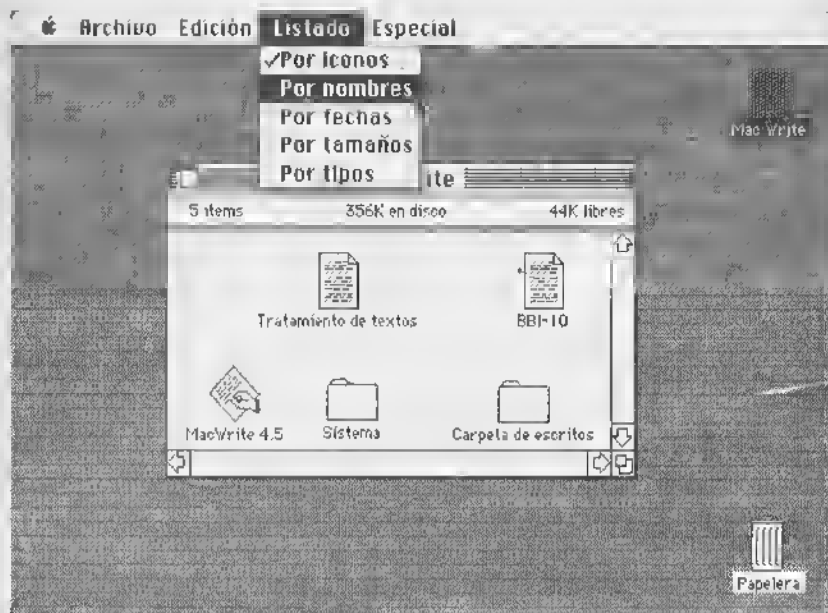 Archivo Edición Listado Especial
Por iconos
Por nombres
Por fechas
Por tamaños
Por tipos
Mac Write
ite
5 items 356K en disco 44K libres
Tratamiento de textos BBI-10
MacWrite 4.5 Sistema Carpeta de escritos
Papelera